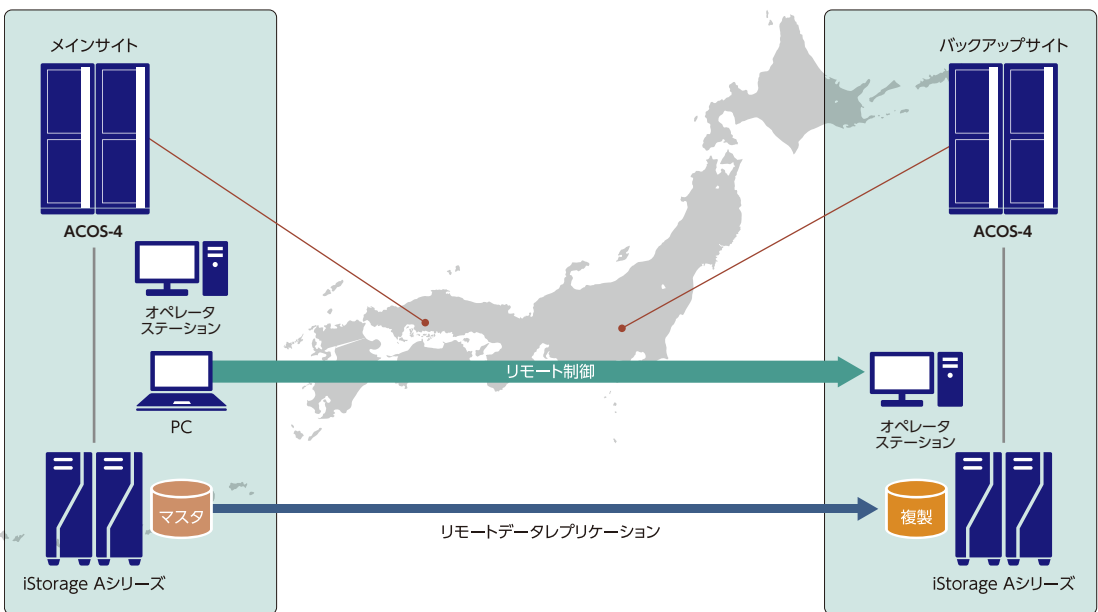 メインサイト
ACOS-4
オペレータ
ステーション
PC
マスタ
iStorage Aシリーズ
リモート制御
リモートデータレプリケーション
バックアップサイト
ACOS-4
オペレータ
ステーション
複製
iStorage Aシリーズ